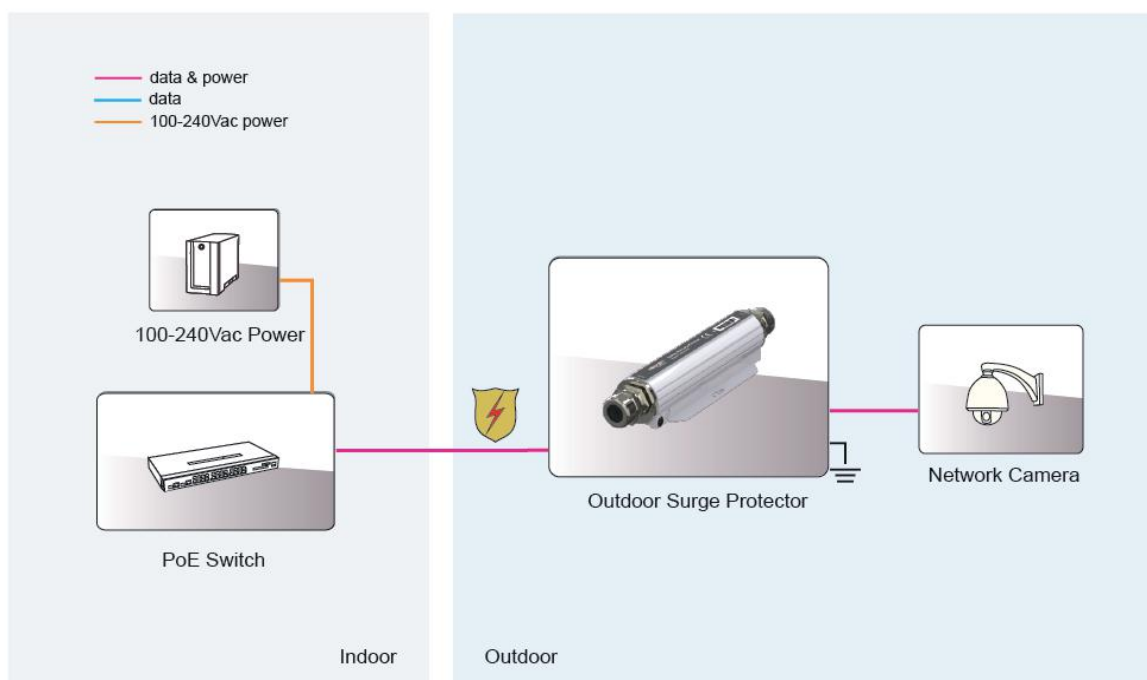 data & power
data
100-240Vac power
100-240Vac Power
PoE Switch
Outdoor Surge Protector
Network Camera
Indoor
Outdoor